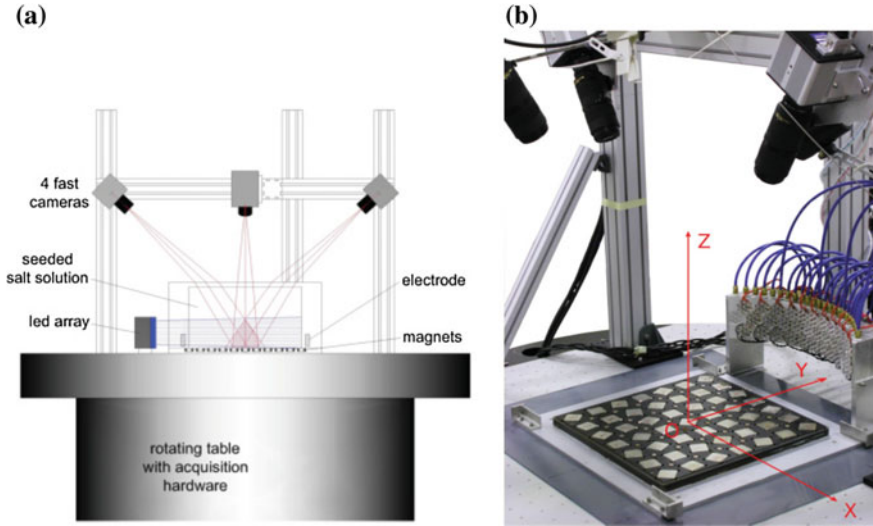 (a)
4 fast
cameras
seeded
salt solution
led array
electrode
magnets
rotating table
with acquisition
hardware
(b)
Z
Y
X